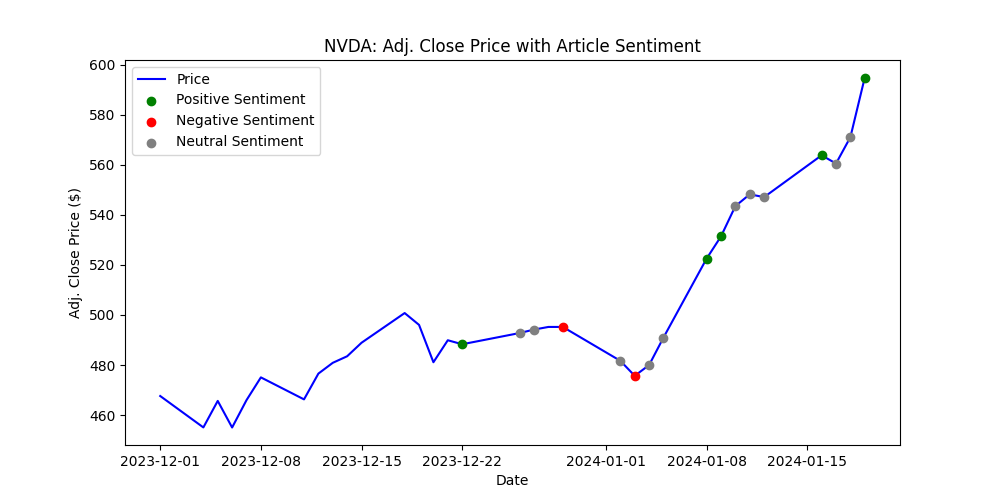 NVDA: Adj. Close Price with Article Sentiment
Price
Positive Sentiment
Negative Sentiment
Neutral Sentiment
Adj. Close Price ($)
600
580
560
540
520
500
480
460
2023-12-01
2023-12-08
2023-12-15
2023-12-22
2024-01-01
2024-01-08
2024-01-15
Date